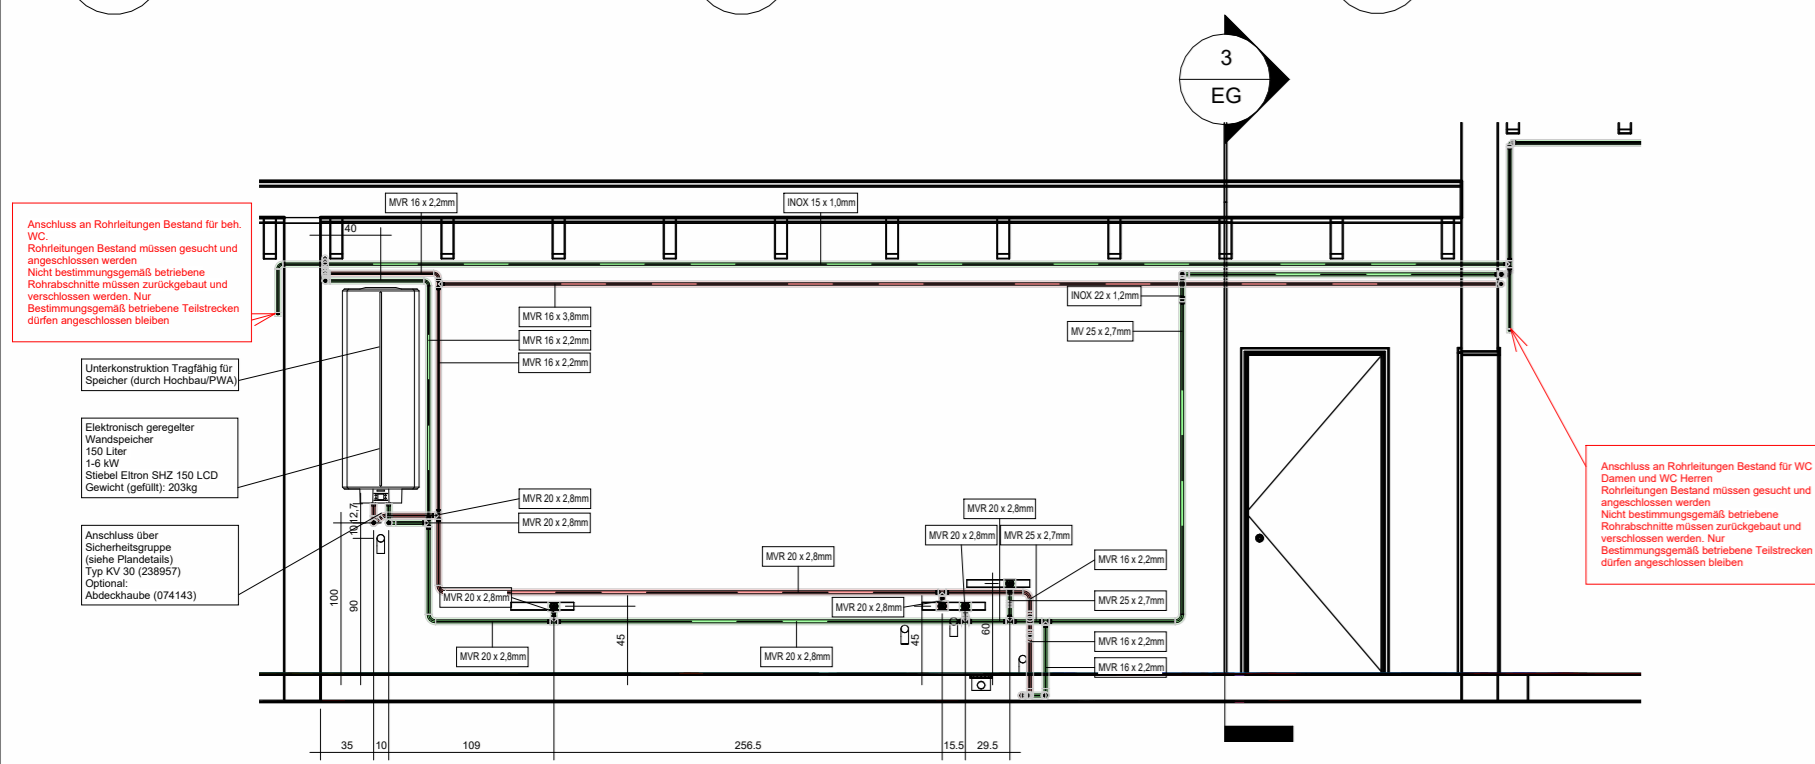 3
EG
MVR 16 x 2,2mm
INOX 15 x 1,0mm
Anschluss an Rohrleitungen Bestand für beh.
WC.
Rohrleitungen Bestand müssen gesucht und
angeschlossen werden
Nicht bestimmungsgemäß betriebene
Rohrabschnitte müssen zurückgebaut und
verschlossen werden. Nur
Bestimmungsgemäß betriebene Teilstrecken
dürfen angeschlossen bleiben
40
INOX 22 x 1,2mm
MVR 16 x 3,8mm
MV 25 x 2,7mm
MVR 16 x 2,2mm
MVR 16 x 2,2mm
Unterkonstruktion Tragfähig für
Speicher (durch Hochbau/PWA)
Elektronisch geregelter
Wandspeicher
150 Liter
1-6 kW
Stiebel Eltron SHZ 150 LCD
Gewicht (gefüllt): 203kg
Anschluss an Rohrleitungen Bestand für WC
Damen und WC Herren
Rohrleitungen Bestand müssen gesucht und
angeschlossen werden
Nicht bestimmungsgemäß betriebene
Rohrabschnitte müssen zurückgebaut und
verschlossen werden. Nur
Bestimmungsgemäß betriebene Teilstrecken
dürfen angeschlossen bleiben
MVR 20 x 2,8mm
MVR 20 x 2,8mm
12,7
10
MVR 20 x 2,8mm
MVR 20 x 2,8mm
MVR 25 x 2,7mm
Anschluss über
Sicherheitsgruppe
(siehe Plandetails)
Typ KV 30 (238957)
Optional:
Abdeckhaube (074143)
MVR 20 x 2,8mm
MVR 16 x 2,2mm
100
90
MVR 20 x 2,8mm
MVR 20 x 2,8mm
MVR 25 x 2,7mm
45
45
60
MVR 20 x 2,8mm
MVR 20 x 2,8mm
MVR 16 x 2,2mm
MVR 16 x 2,2mm
35
10
109
256.5
15.5
29.5